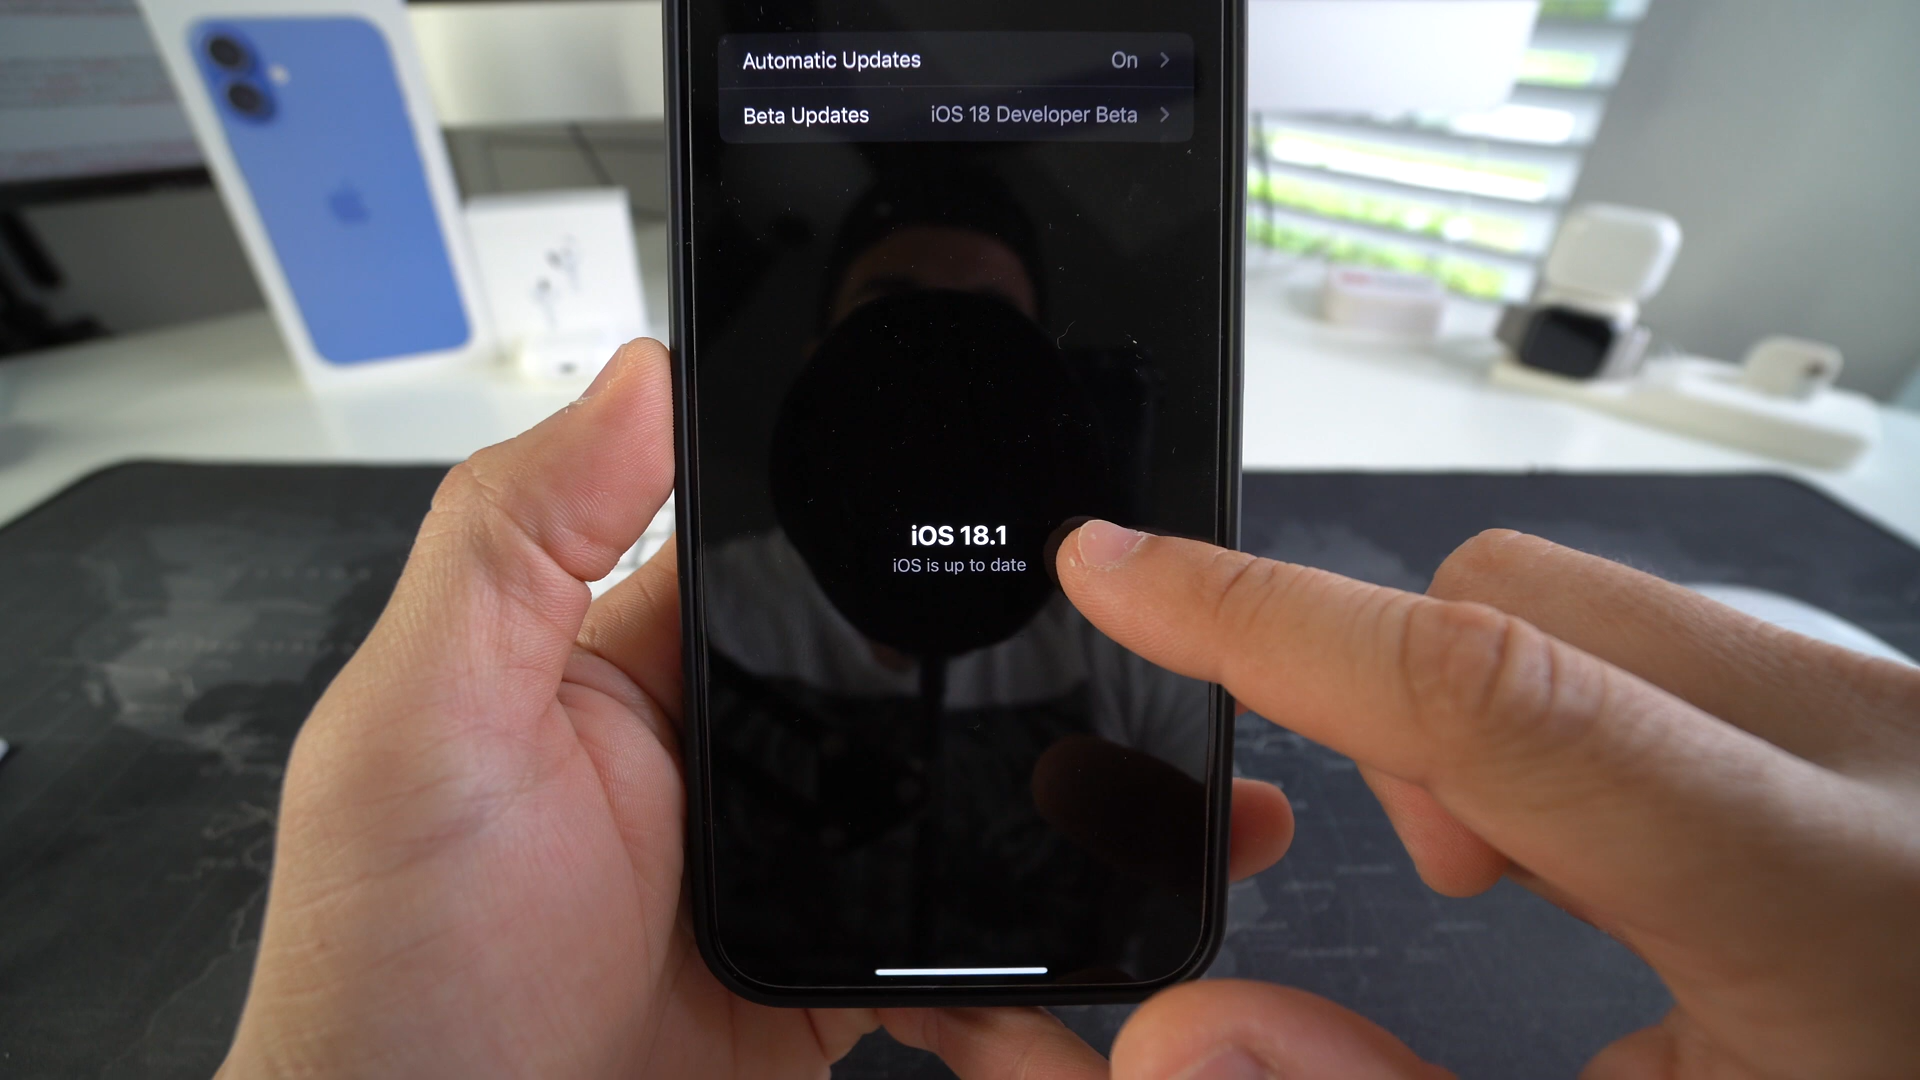 Automatic Updates On
Beta Updates iOS 18 Developer Beta
iOS 18.1
iOS is up to date